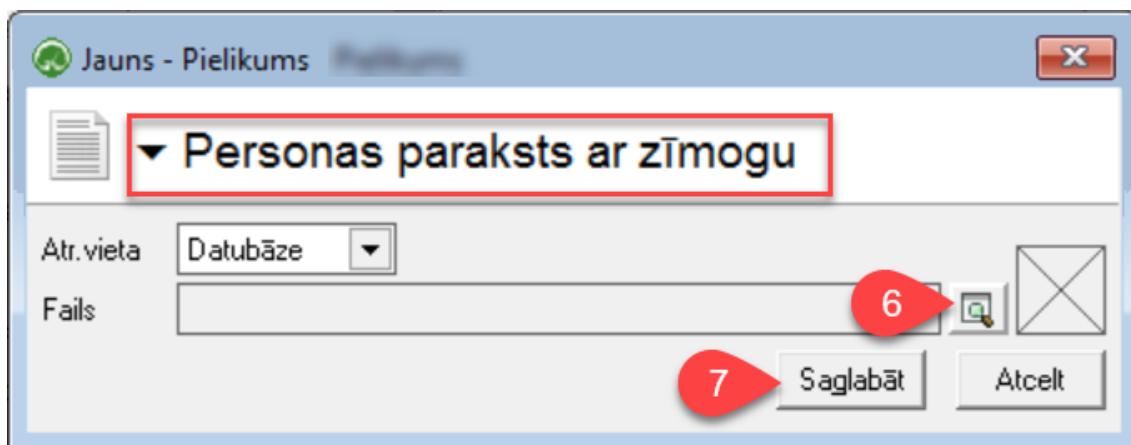 Jauns - Pielikums
Personas paraksts ar zīmogu
Atr.vieta Datubāze
Fails 6
7 Saglabāt Atcelt